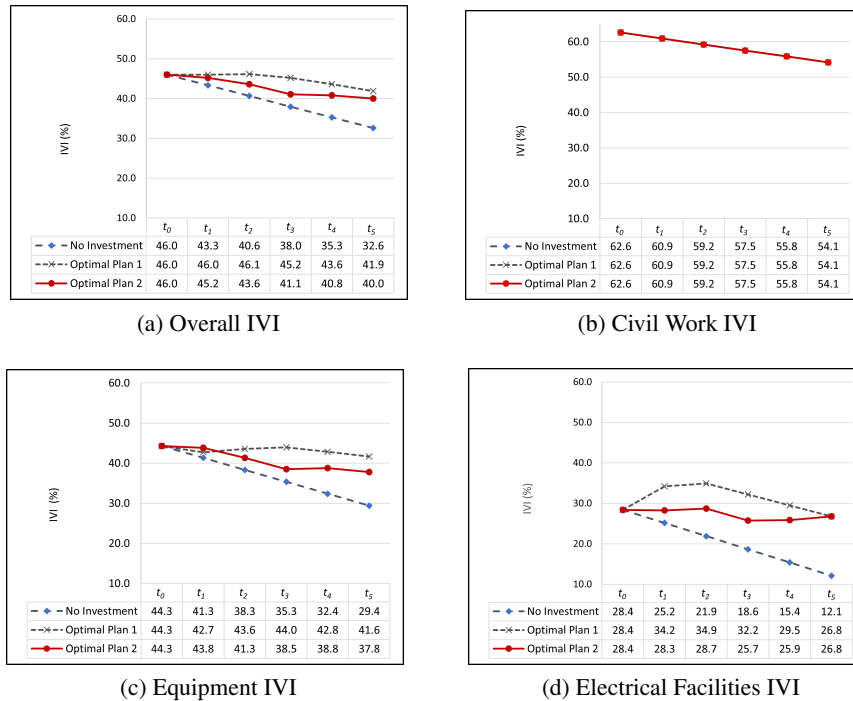 60.0
50.0
40.0
30.0
20.0
10.0
IVI (%)
t0 t1 t2 t3 t4 t5
No Investment 46.0 43.3 40.6 38.0 35.3 32.6
Optimal Plan 1 46.0 46.0 46.1 45.2 43.6 41.9
Optimal Plan 2 46.0 45.2 43.6 41.1 40.8 40.0
(a) Overall IVI
60.0
50.0
40.0
30.0
20.0
10.0
IVI (%)
t0 t1 t2 t3 t4 t5
No Investment 62.6 60.9 59.2 57.5 55.8 54.1
Optimal Plan 1 62.6 60.9 59.2 57.5 55.8 54.1
Optimal Plan 2 62.6 60.9 59.2 57.5 55.8 54.1
(b) Civil Work IVI
60.0
50.0
40.0
30.0
20.0
10.0
IVI (%)
t0 t1 t2 t3 t4 t5
No Investment 44.3 41.3 38.3 35.3 32.4 29.4
Optimal Plan 1 44.3 42.7 43.6 44.0 42.8 41.6
Optimal Plan 2 44.3 43.8 41.3 38.5 38.8 37.8
(c) Equipment IVI
60.0
50.0
40.0
30.0
20.0
10.0
IVI (%)
t0 t1 t2 t3 t4 t5
No Investment 28.4 25.2 21.9 18.6 15.4 12.1
Optimal Plan 1 28.4 34.2 34.9 32.2 29.5 26.8
Optimal Plan 2 28.4 28.3 28.7 25.7 25.9 26.8
(d) Electrical Facilities IVI